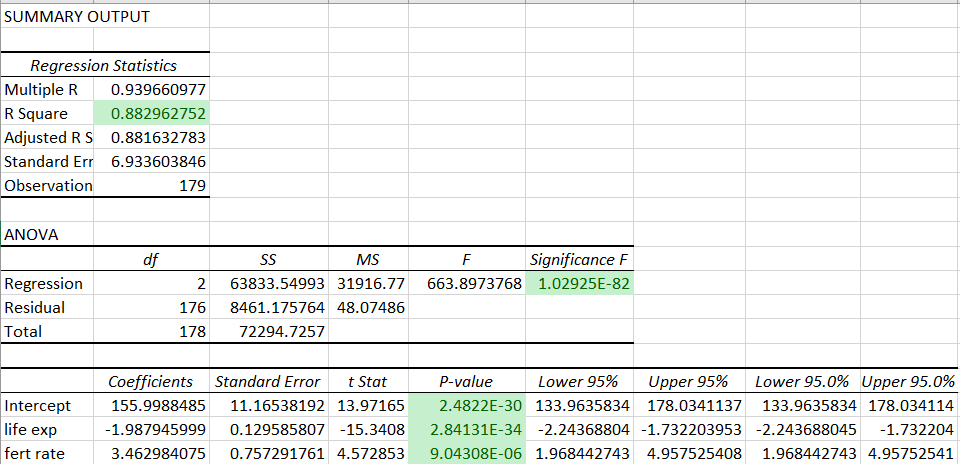 SUMMARY OUTPUT
Regression Statistics
Multiple R 0.939660977
R Square 0.882962752
Adjusted R S 0.881632783
Standard Err 6.933603846
Observation 179
ANOVA
df SS MS F Significance F
Regression 2 63833.54993 31916.77 663.8973768 1.02925E-82
Residual 176 8461.175764 48.07486
Total 178 72294.7257
Coefficients Standard Error t Stat P-value Lower 95% Upper 95% Lower 95.0% Upper 95.0%
Intercept 155.9988485 11.16538192 13.97165 2.4822E-30 133.9635834 178.0341137 133.9635834 178.034114
life exp -1.987945999 0.129585807 -15.3408 2.84131E-34 -2.24368804 -1.732203953 -2.243688045 -1.732204
fert rate 3.462984075 0.757291761 4.572853 9.04308E-06 1.968442743 4.957525408 1.968442743 4.95752541